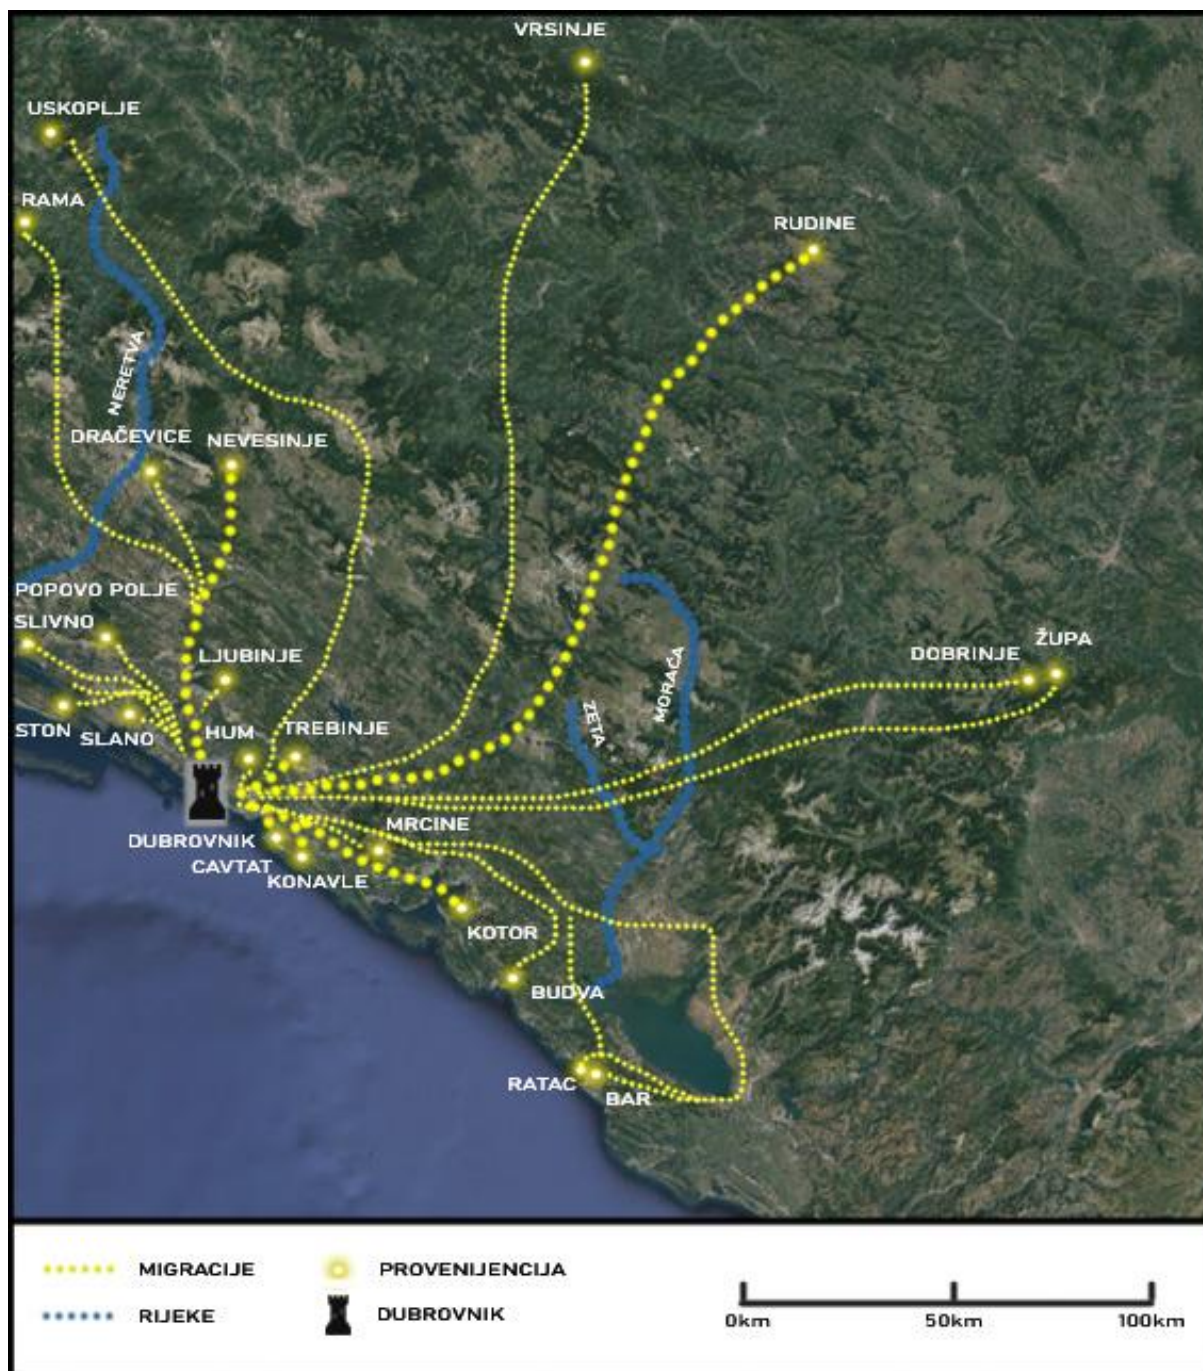 VRSINJE
USKOPLJE
RAMA
RUDINE
NERETVA
DRAČEVICE
NEVESINJE
POPOVO POLJE
SLIVNO
LJUBINJE
ŽUPA
DOBRINJE
MORAČA
ZETA
STON
SLANO
HUM
TREBINJE
MRCINE
DUBROVNIK
CAVTAT
KONAVLE
KOTOR
BUDVA
RATAC
BAR
MIGRACIJE
PROVENIJENCIJA
RIJEKE
DUBROVNIK
0km
50km
100km